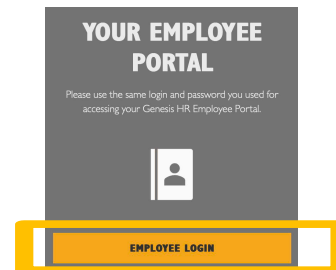 YOUR EMPLOYEE
PORTAL
Please use the same login and password you used for
accessing your Genesis HR Employee Portal.
EMPLOYEE LOGIN